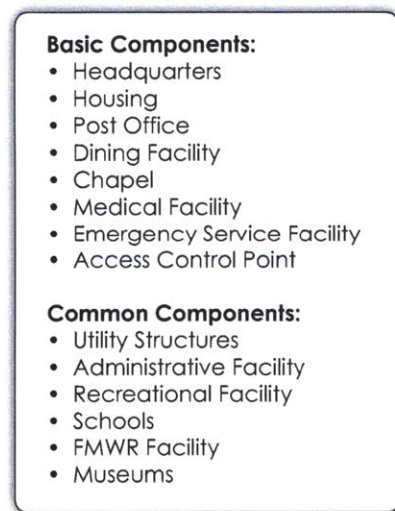 Basic Components:
• Headquarters
• Housing
• Post Office
• Dining Facility
• Chapel
• Medical Facility
• Emergency Service Facility
• Access Control Point
Common Components:
• Utility Structures
• Administrative Facility
• Recreational Facility
• Schools
• FMWR Facility
• Museums